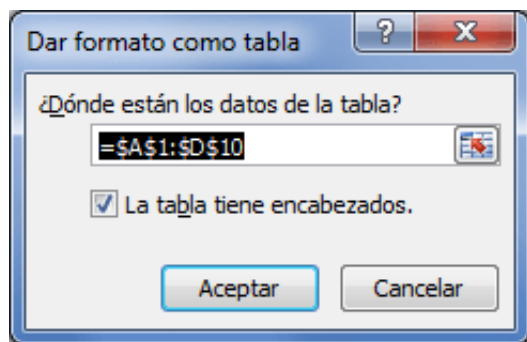 Dar formato como tabla
¿Dónde están los datos de la tabla?
=$A$1:$D$10
La tabla tiene encabezados.
Aceptar Cancelar